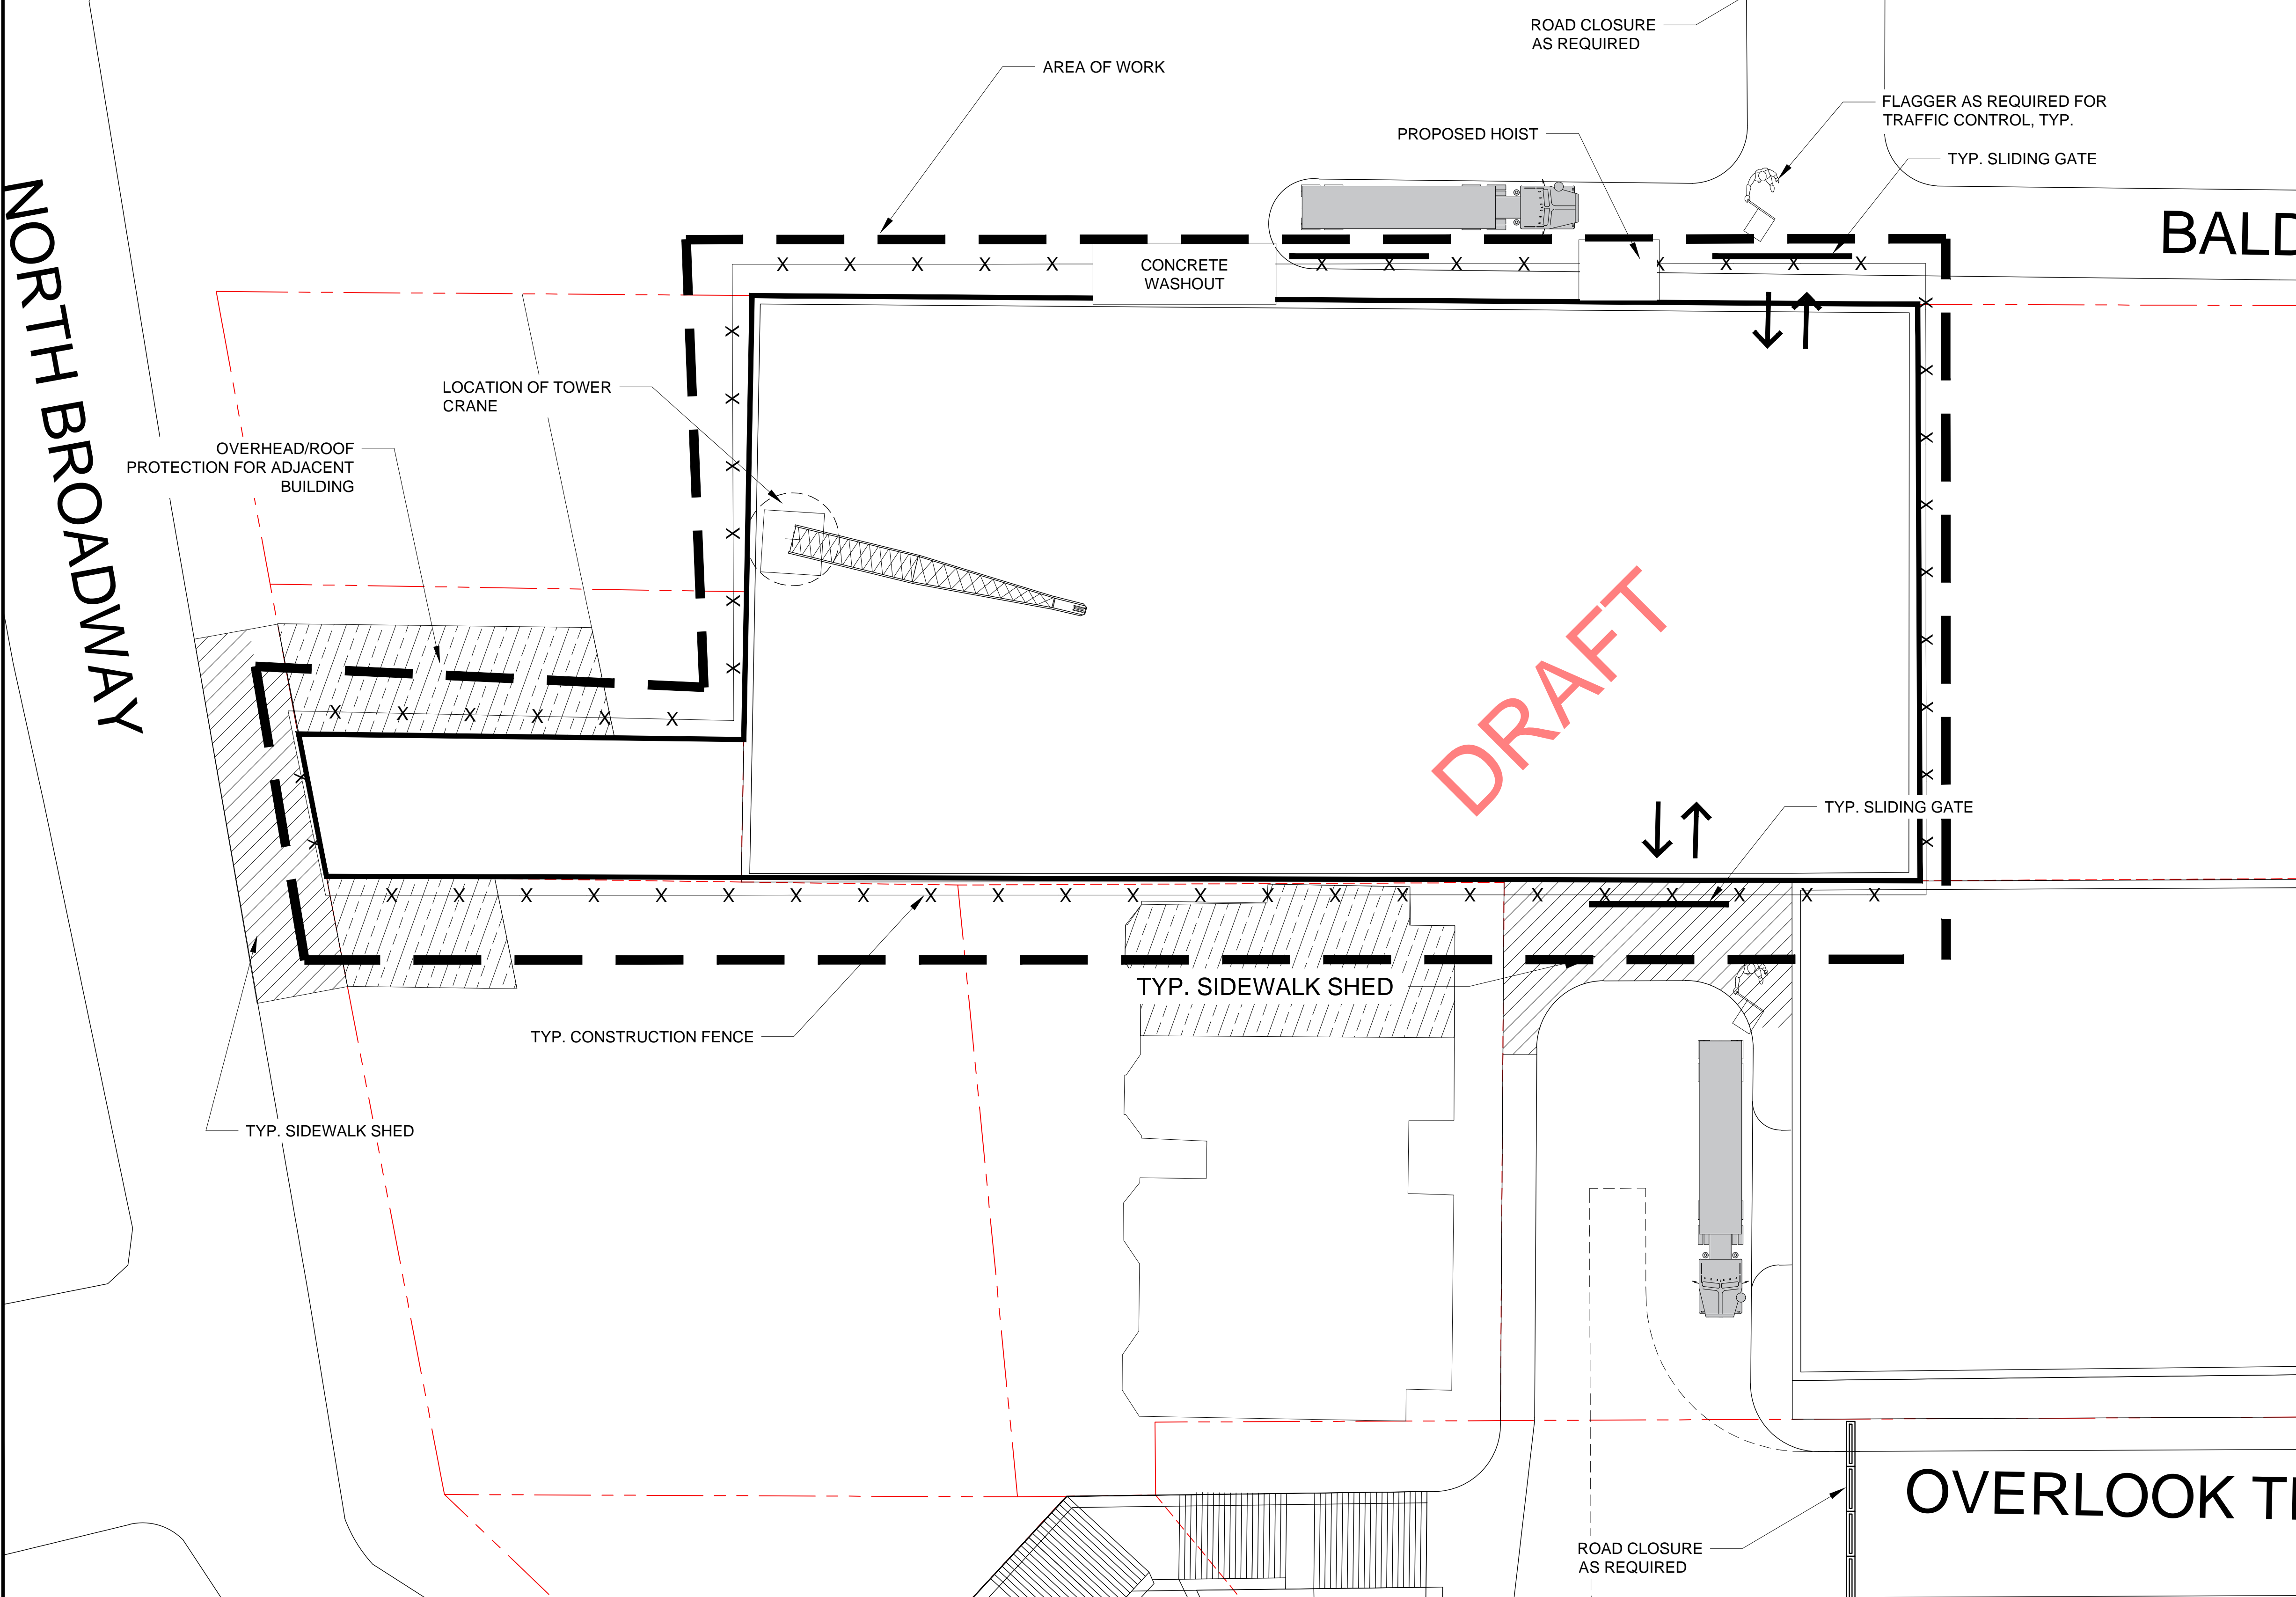 ROAD CLOSURE
AS REQUIRED
AREA OF WORK
FLAGGER AS REQUIRED FOR
TRAFFIC CONTROL, TYP.
PROPOSED HOIST
TYP. SLIDING GATE
BALD
NORTH BROADWAY
CONCRETE
WASHOUT
LOCATION OF TOWER
CRANE
OVERHEAD/ROOF
PROTECTION FOR ADJACENT
BUILDING
DRAFT
TYP. SLIDING GATE
TYP. SIDEWALK SHED
TYP. CONSTRUCTION FENCE
TYP. SIDEWALK SHED
OVERLOOK TE
ROAD CLOSURE
AS REQUIRED